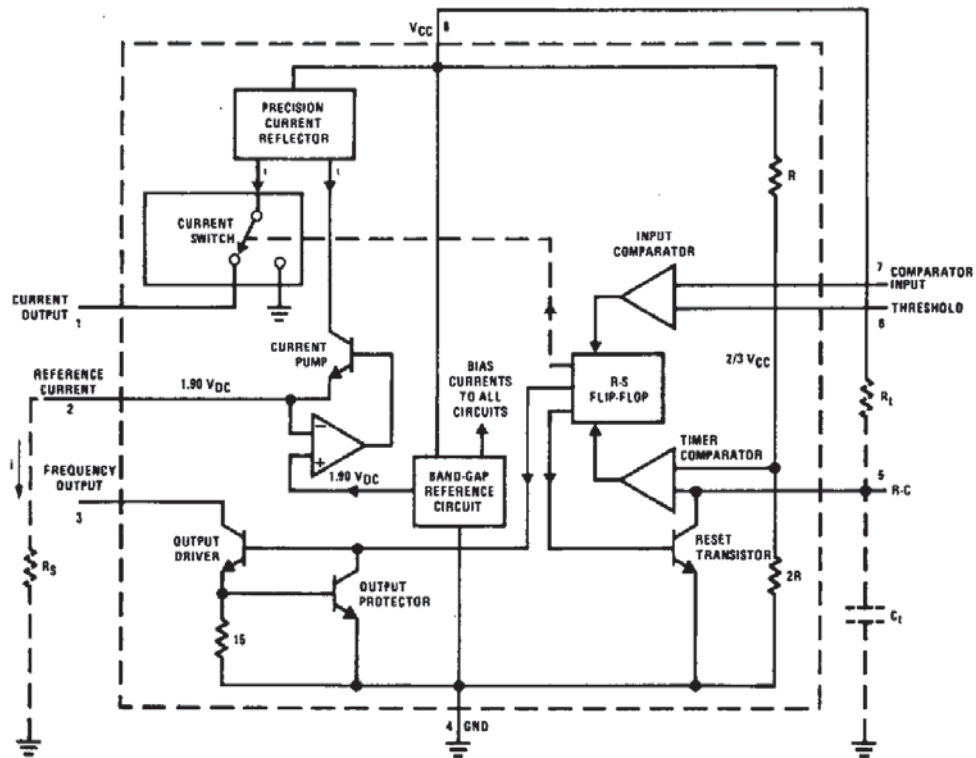 VCC 8
PRECISION
CURRENT
REFLECTOR
i
i
R
CURRENT
SWITCH
INPUT
COMPARATOR
7 COMPARATOR
INPUT
CURRENT
OUTPUT
1
THRESHOLD
6
CURRENT
PUMP
2/3 VCC
BIAS
CURRENTS
TO ALL
CIRCUITS
R-S
FLIP-FLOP
REFERENCE
CURRENT
2
1.90 VDC
Rt
i
−
+
TIMER
COMPARATOR
1.90 VDC
FREQUENCY
OUTPUT
3
BAND-GAP
REFERENCE
CIRCUIT
5
R-C
OUTPUT
DRIVER
RESET
TRANSISTOR
RS
OUTPUT
PROTECTOR
2R
15
Ct
4 GND